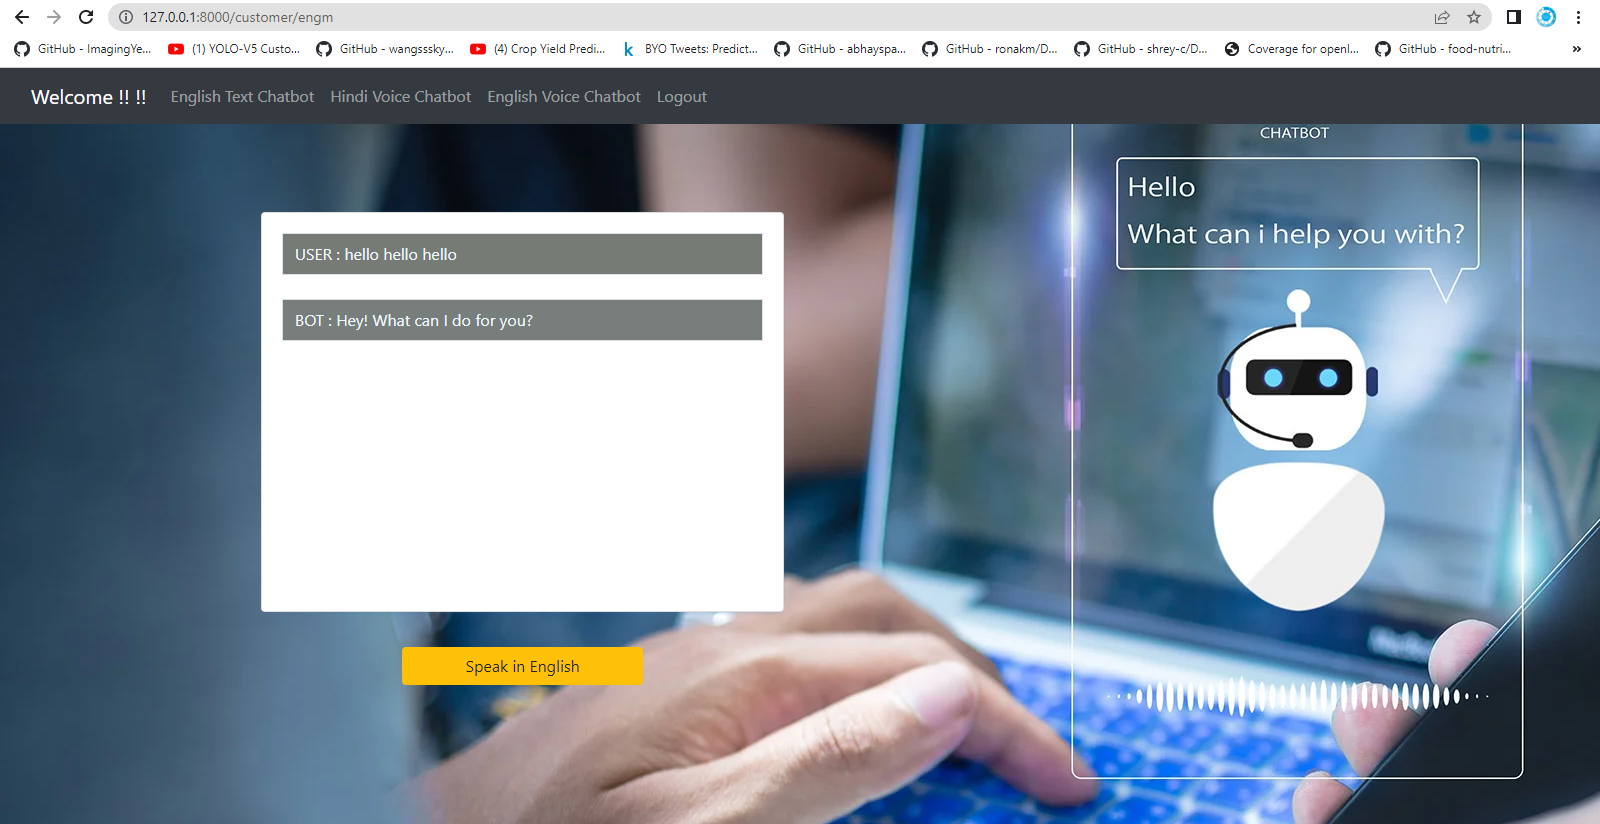 127.0.0.1:8000/customer/engm
GitHub - ImagingYe... (1) YOLO-V5 Custo... GitHub - wangsssky... (4) Crop Yield Predi... BYO Tweets: Predict... GitHub - abhayspa... GitHub - ronakm/D... GitHub - shrey-c/D... Coverage for openl... GitHub - food-nutri... »
Welcome !! !! English Text Chatbot Hindi Voice Chatbot English Voice Chatbot Logout
CHATBOT
Hello
What can i help you with?
USER : hello hello hello
BOT : Hey! What can I do for you?
Speak in English